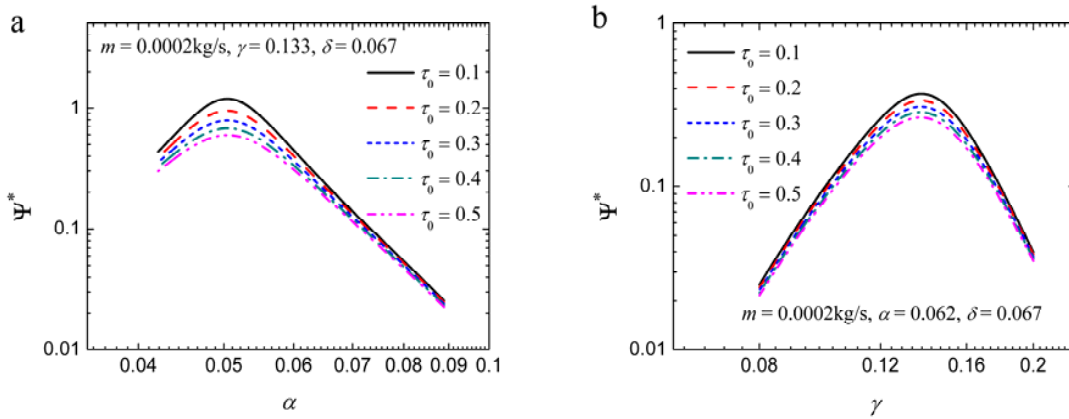 a
m = 0.0002kg/s, γ = 0.133, δ = 0.067
τ₀ = 0.1
τ₀ = 0.2
τ₀ = 0.3
τ₀ = 0.4
τ₀ = 0.5
1
0.1
0.01
Ψ*
0.04 0.05 0.06 0.07 0.08 0.09 0.1
α
b
τ₀ = 0.1
τ₀ = 0.2
τ₀ = 0.3
τ₀ = 0.4
τ₀ = 0.5
m = 0.0002kg/s, α = 0.062, δ = 0.067
1
0.1
0.01
Ψ*
0.08 0.12 0.16 0.2
γ